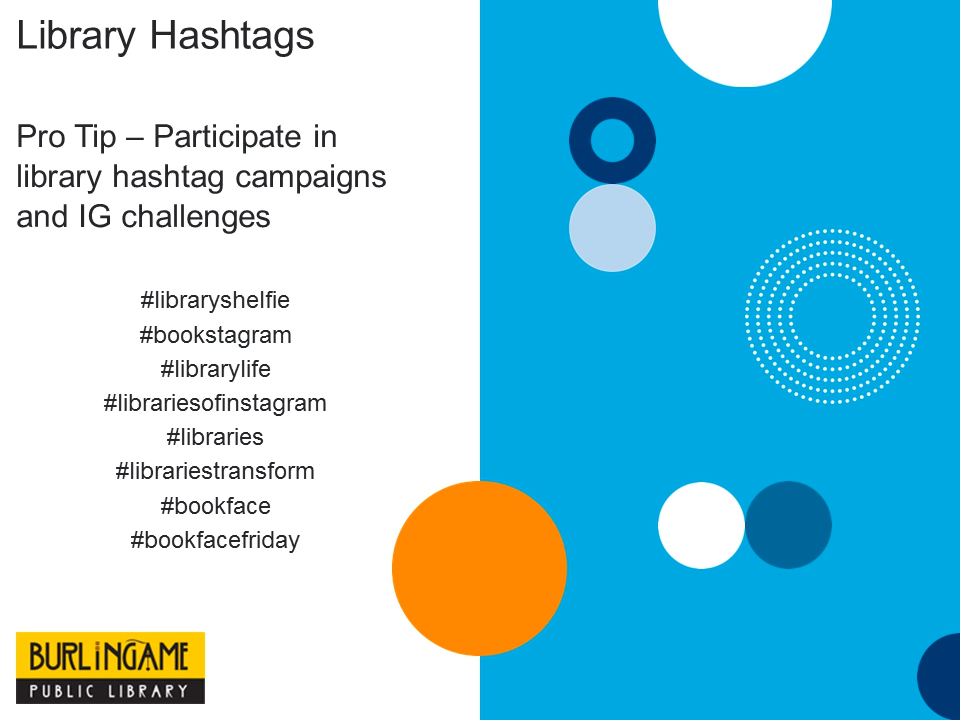 Library Hashtags
Pro Tip – Participate in
library hashtag campaigns
and IG challenges
#libraryshelfie
#bookstagram
#librarylife
#librariesofinstagram
#libraries
#librariestransform
#bookface
#bookfacefriday
BURLINGAME
PUBLIC LIBRARY